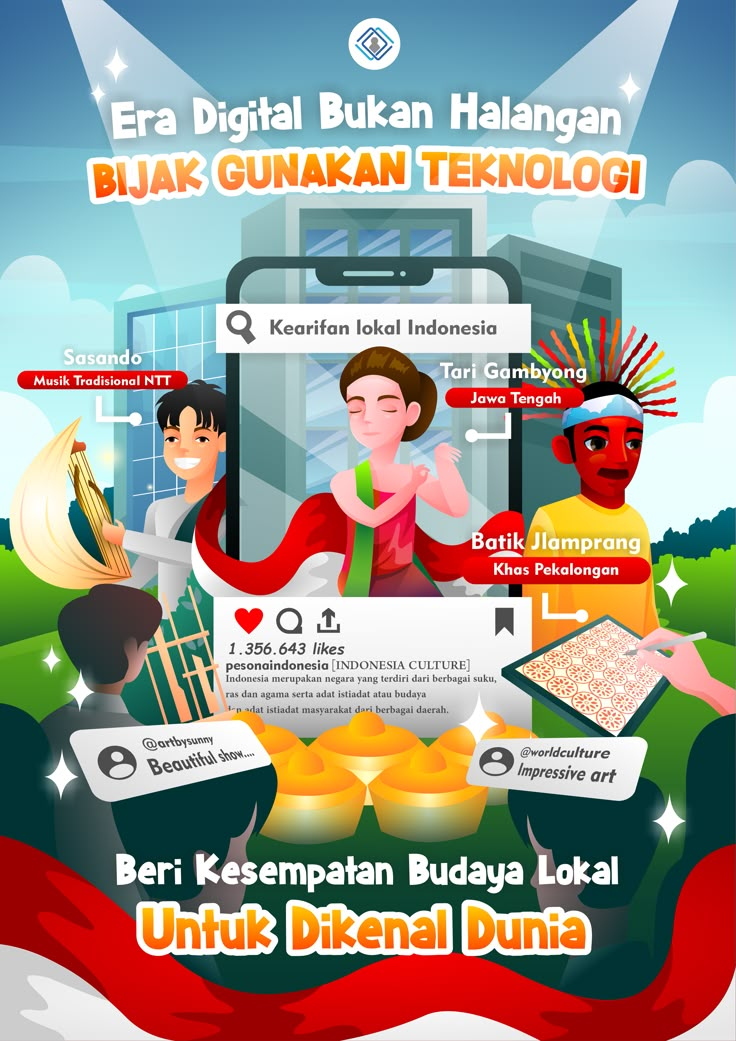 Era Digital Bukan Halangan
BIJAK GUNAKAN TEKNOLOGI
Kearifan lokal Indonesia
Sasando
Musik Tradisional NTT
Tari Gambyong
Jawa Tengah
Batik Jlamprang
Khas Pekalongan
1.356.643 likes
pesonaindonesia [INDONESIA CULTURE]
Indonesia merupakan negara yang terdiri dari berbagai suku,
ras dan agama serta adat istiadat atau budaya
dan adat istiadat masyarakat dari berbagai daerah.
@artbysunny
Beautiful show....
@worldculture
Impressive art
Beri Kesempatan Budaya Lokal
Untuk Dikenal Dunia